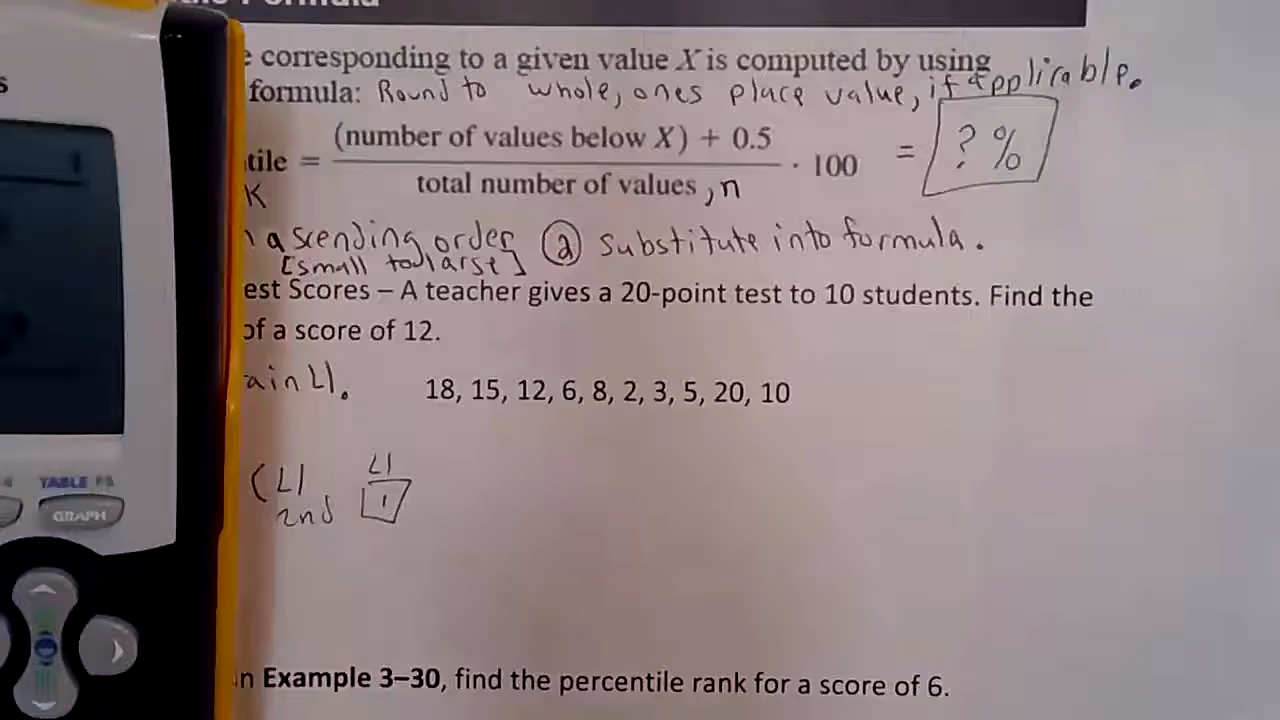 corresponding to a given value X is computed by using
formula: Round to whole, ones place value, if applicable.
(number of values below X) + 0.5
tile = · 100 = ? %
total number of values, n
K
ascending order ② substitute into formula.
[small to large]
est Scores – A teacher gives a 20-point test to 10 students. Find the
of a score of 12.
ain L1. 18, 15, 12, 6, 8, 2, 3, 5, 20, 10
(L1 L1
2nd 1
TABLE F5
GRAPH
n Example 3–30, find the percentile rank for a score of 6.